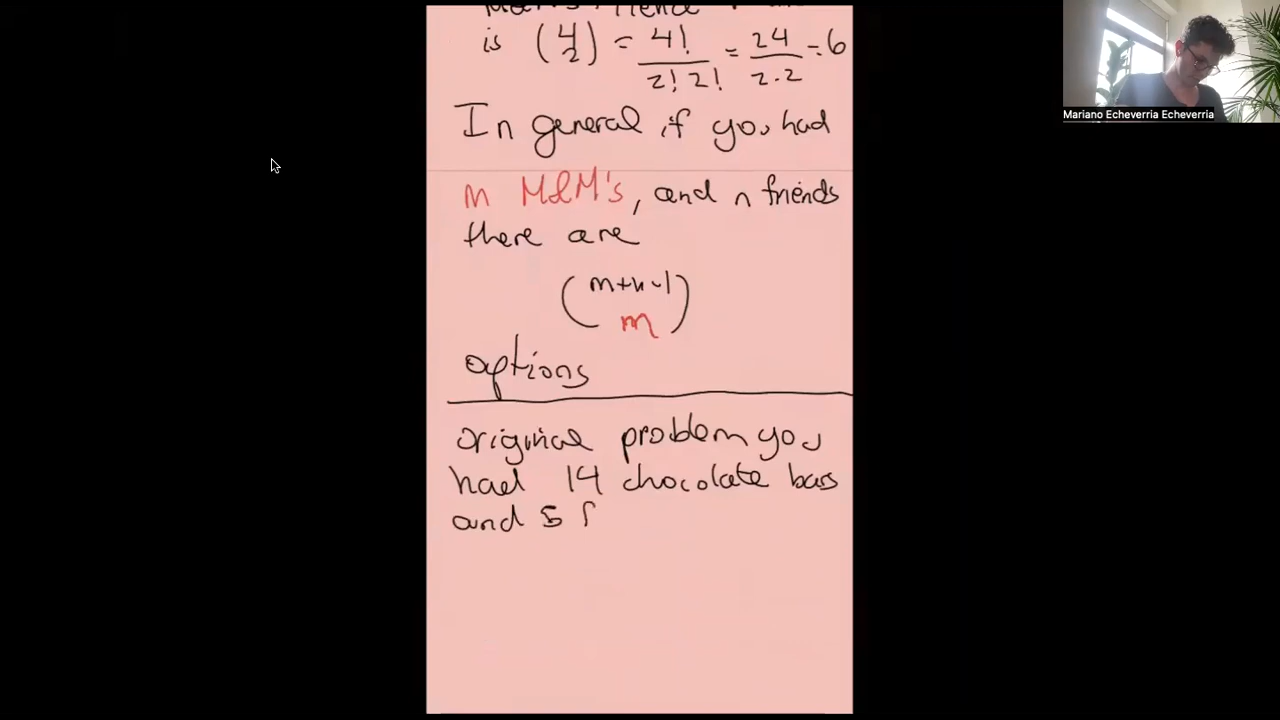 is (4 2) = 4! / 2! 2! = 24 / 2·2 = 6
In general if you had
m M&M's, and n friends
there are
(m+n-1 m)
options
original problem you
had 14 chocolate bars
and 5 f
Mariano Echeverria Echeverria